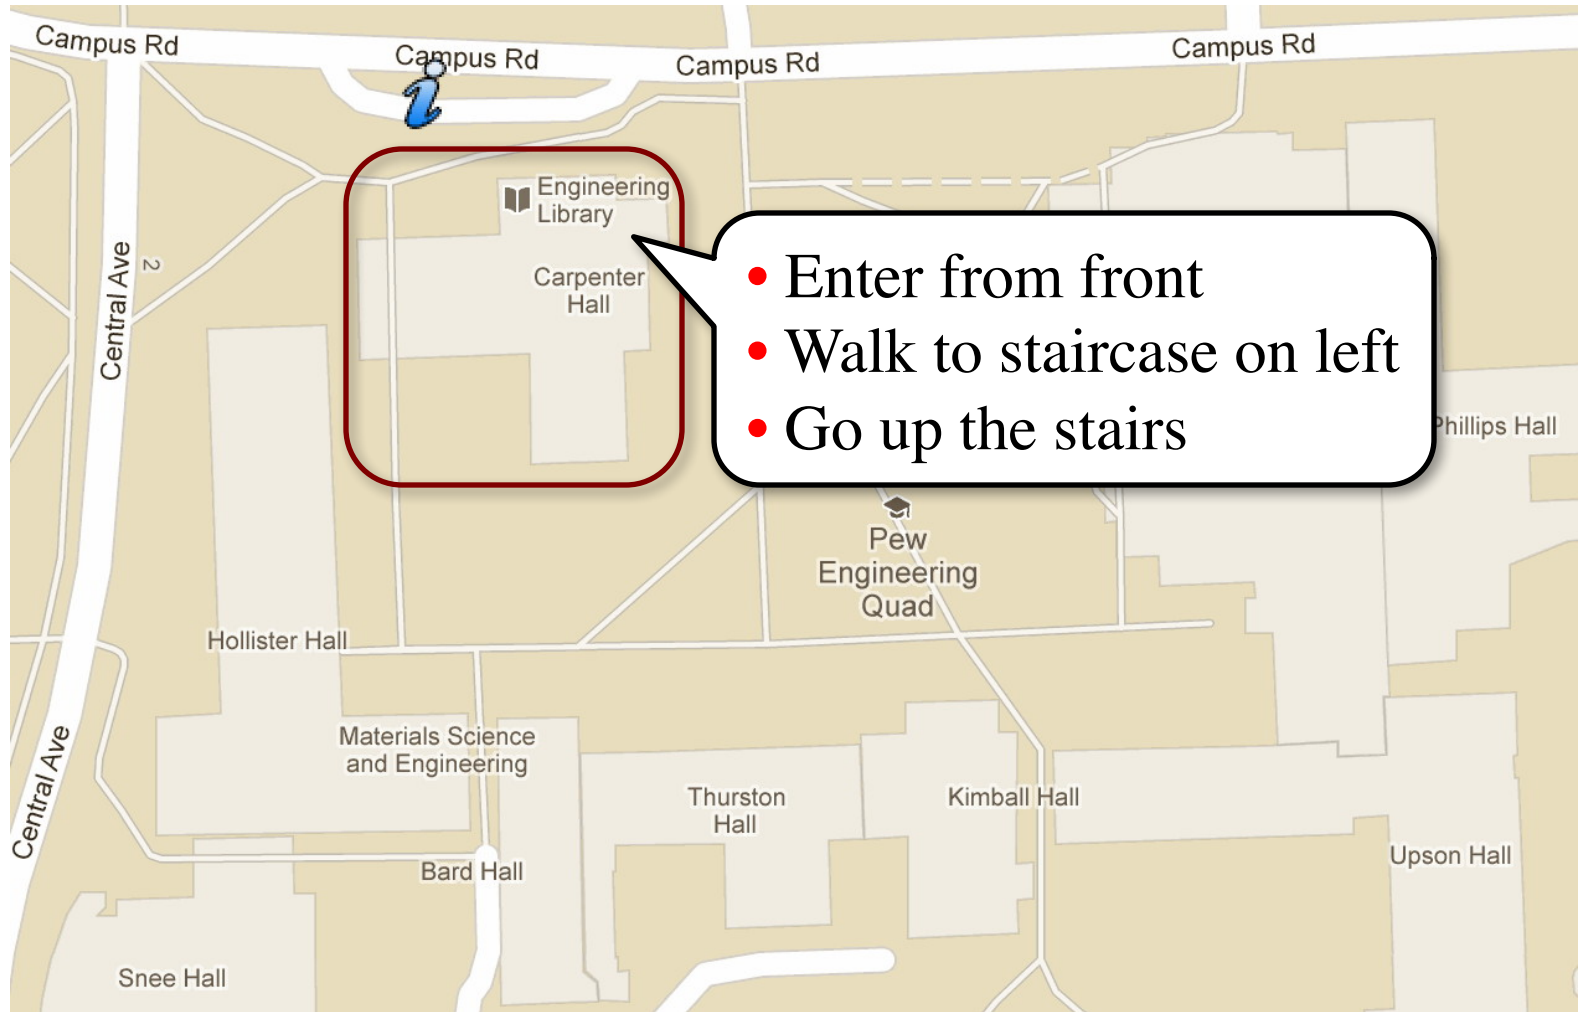 Campus Rd
Campus Rd
Campus Rd
Campus Rd
Engineering
Library
Carpenter
Hall
Central Ave
2
• Enter from front
• Walk to staircase on left
• Go up the stairs
Phillips Hall
Pew
Engineering
Quad
Hollister Hall
Central Ave
Materials Science
and Engineering
Thurston
Hall
Kimball Hall
Upson Hall
Bard Hall
Snee Hall